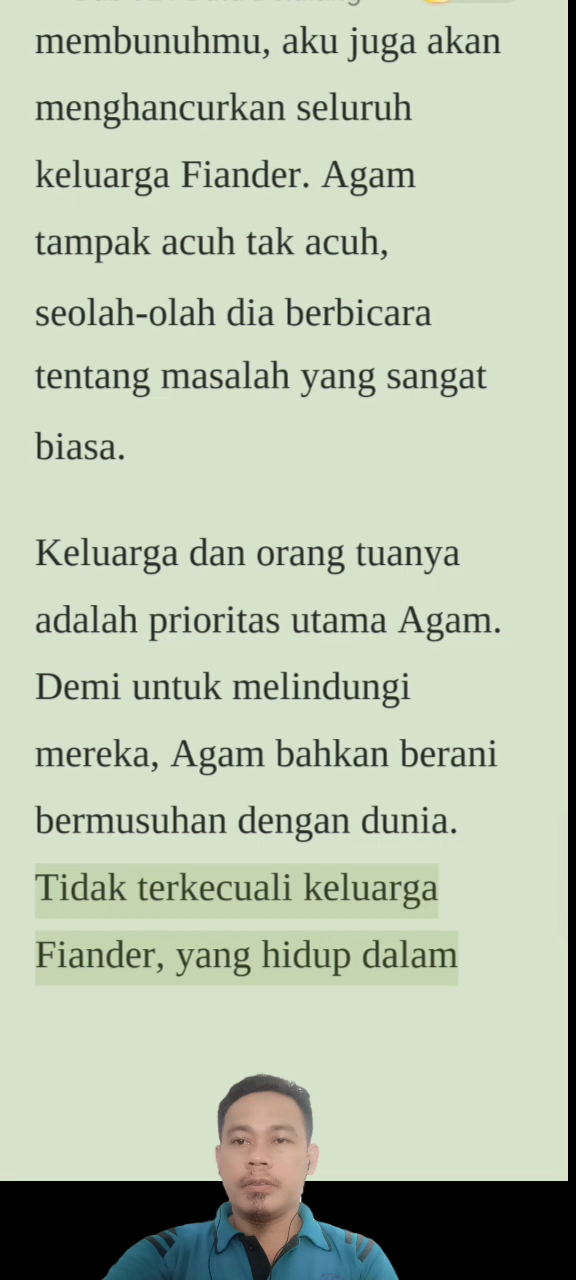 membunuhmu, aku juga akan
menghancurkan seluruh
keluarga Fiander. Agam
tampak acuh tak acuh,
seolah-olah dia berbicara
tentang masalah yang sangat
biasa.
Keluarga dan orang tuanya
adalah prioritas utama Agam.
Demi untuk melindungi
mereka, Agam bahkan berani
bermusuhan dengan dunia.
Tidak terkecuali keluarga
Fiander, yang hidup dalam